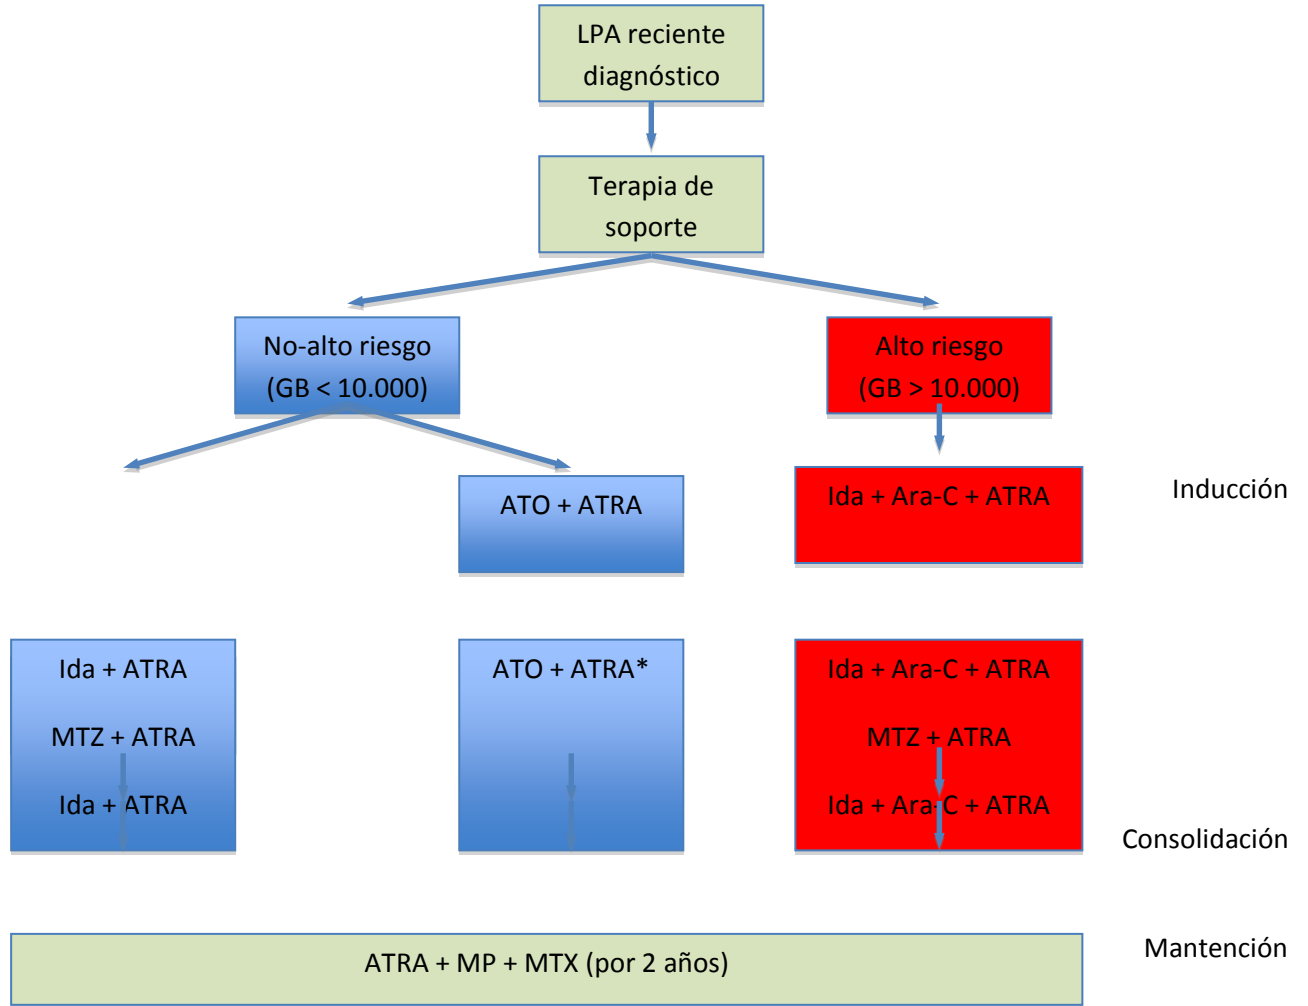 LPA reciente
diagnóstico
Terapia de
soporte
No-alto riesgo
(GB < 10.000)
Alto riesgo
(GB > 10.000)
ATO + ATRA
Ida + Ara-C + ATRA
Inducción
Ida + ATRA
MTZ + ATRA
Ida + ATRA
ATO + ATRA*
Ida + Ara-C + ATRA
MTZ + ATRA
Ida + Ara-C + ATRA
Consolidación
ATRA + MP + MTX (por 2 años)
Mantención